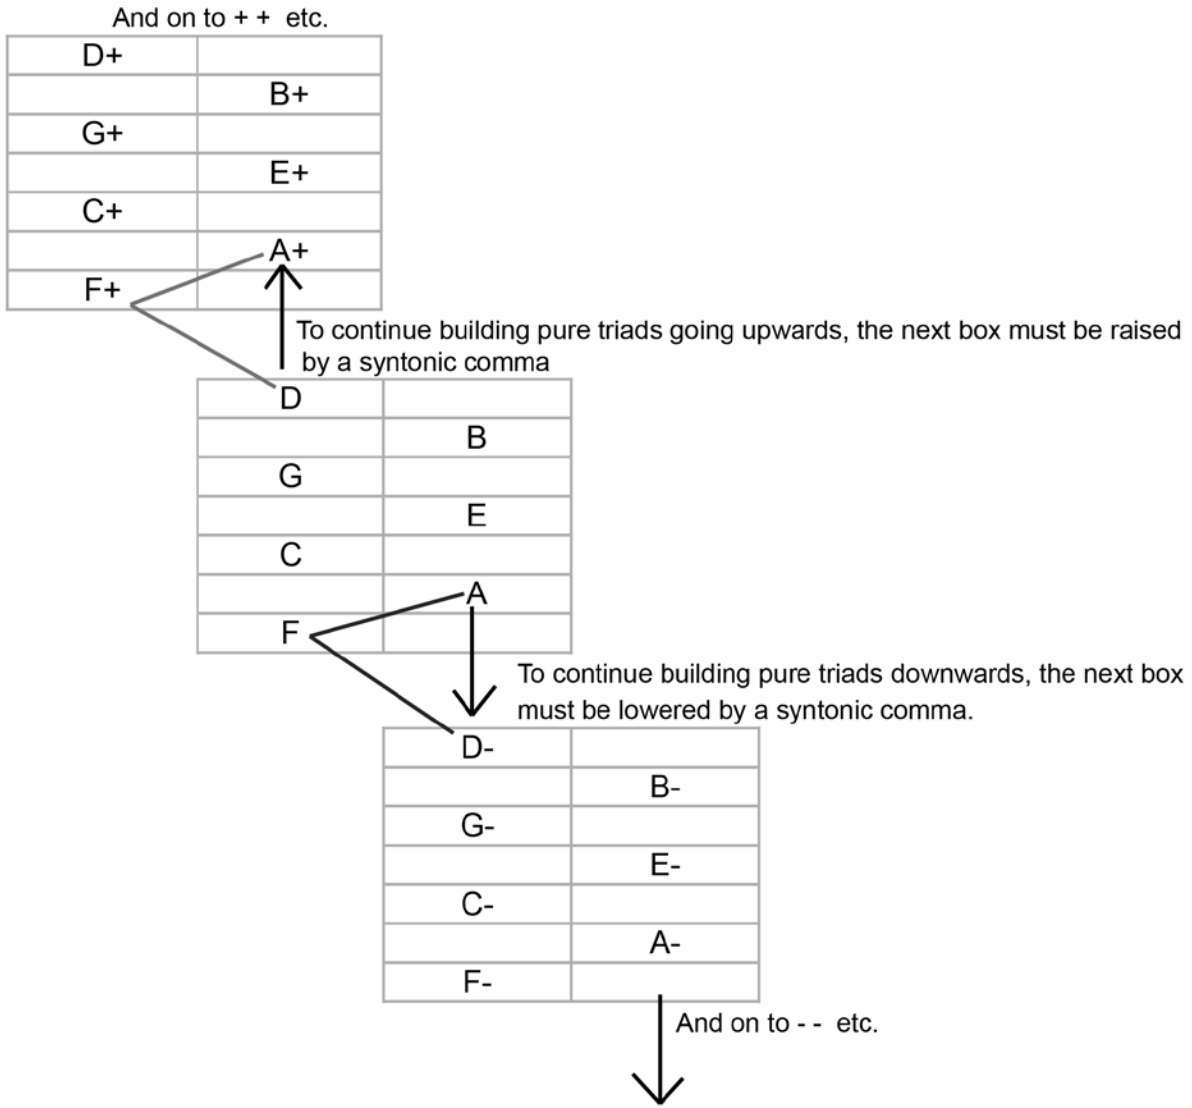 And on to + + etc.
D+
B+
G+
E+
C+
A+
F+
To continue building pure triads going upwards, the next box must be raised
by a syntonic comma
D
B
G
E
C
A
F
To continue building pure triads downwards, the next box
must be lowered by a syntonic comma.
D-
B-
G-
E-
C-
A-
F-
And on to - - etc.